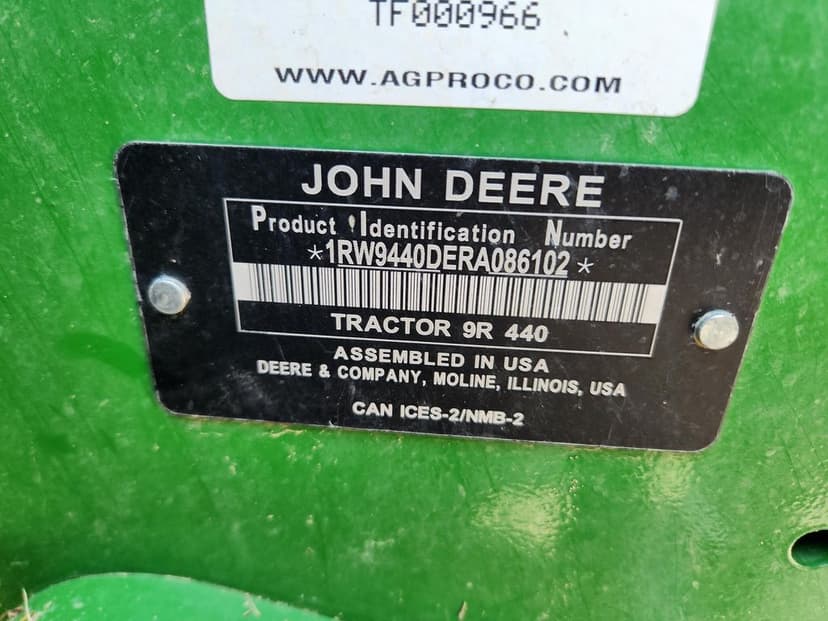 TF000966
WWW.AGPROCO.COM
JOHN DEERE
Product Identification Number
*1RW9440DERA086102*
TRACTOR 9R 440
ASSEMBLED IN USA
DEERE & COMPANY, MOLINE, ILLINOIS, USA
CAN ICES-2/NMB-2